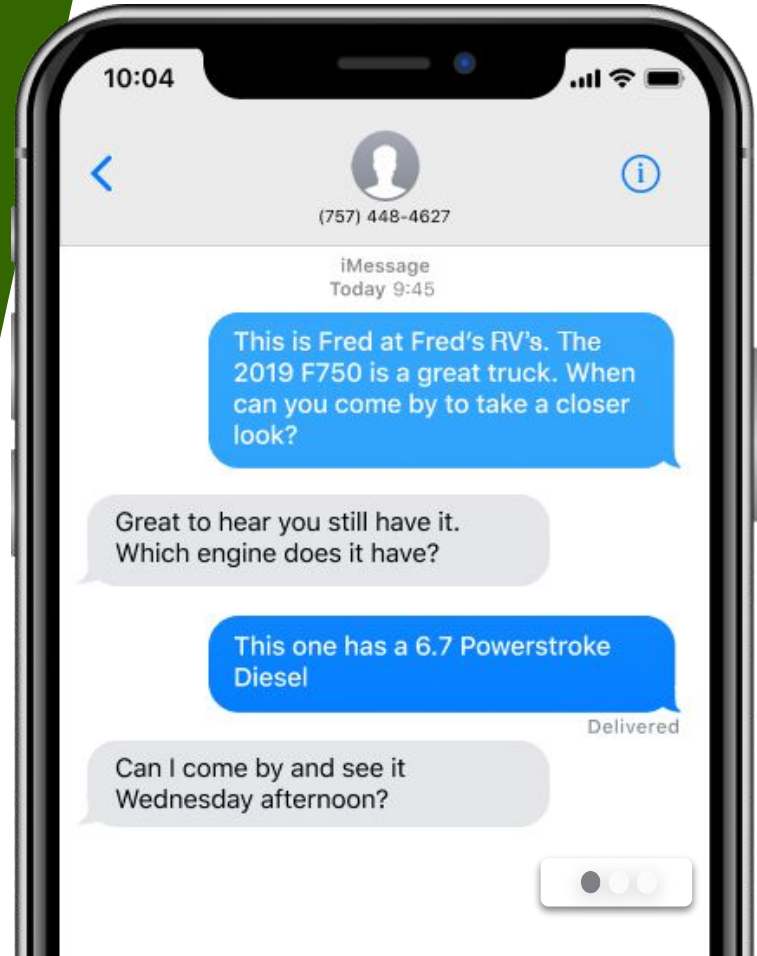 10:04
(757) 448-4627
iMessage
Today 9:45
This is Fred at Fred's RV's. The
2019 F750 is a great truck. When
can you come by to take a closer
look?
Great to hear you still have it.
Which engine does it have?
This one has a 6.7 Powerstroke
Diesel
Delivered
Can I come by and see it
Wednesday afternoon?